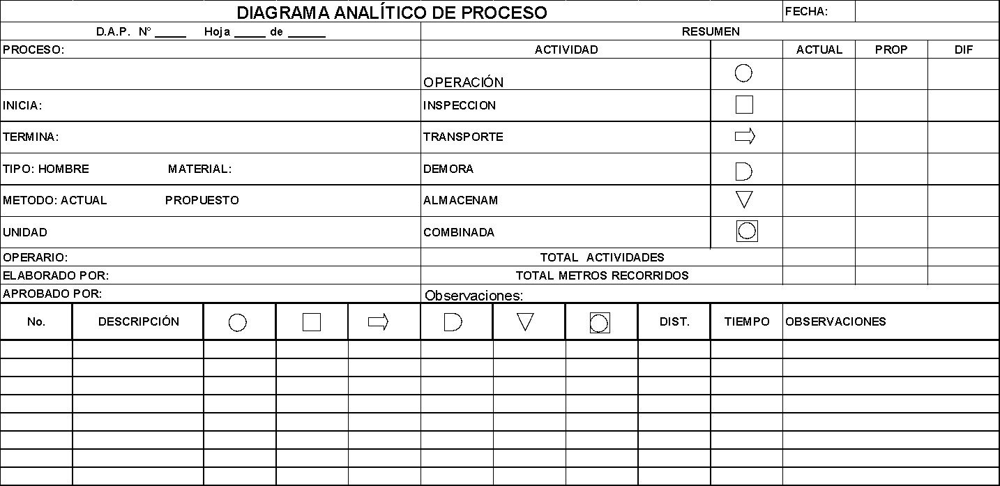 DIAGRAMA ANALÍTICO DE PROCESO FECHA:
D.A.P. N° _____ Hoja _____ de ______ RESUMEN
PROCESO: ACTIVIDAD ACTUAL PROP DIF
OPERACIÓN
INICIA: INSPECCION
TERMINA: TRANSPORTE
TIPO: HOMBRE MATERIAL: DEMORA
METODO: ACTUAL PROPUESTO ALMACENAM
UNIDAD COMBINADA
OPERARIO: TOTAL ACTIVIDADES
ELABORADO POR: TOTAL METROS RECORRIDOS
APROBADO POR: Observaciones:
No. DESCRIPCIÓN DIST. TIEMPO OBSERVACIONES